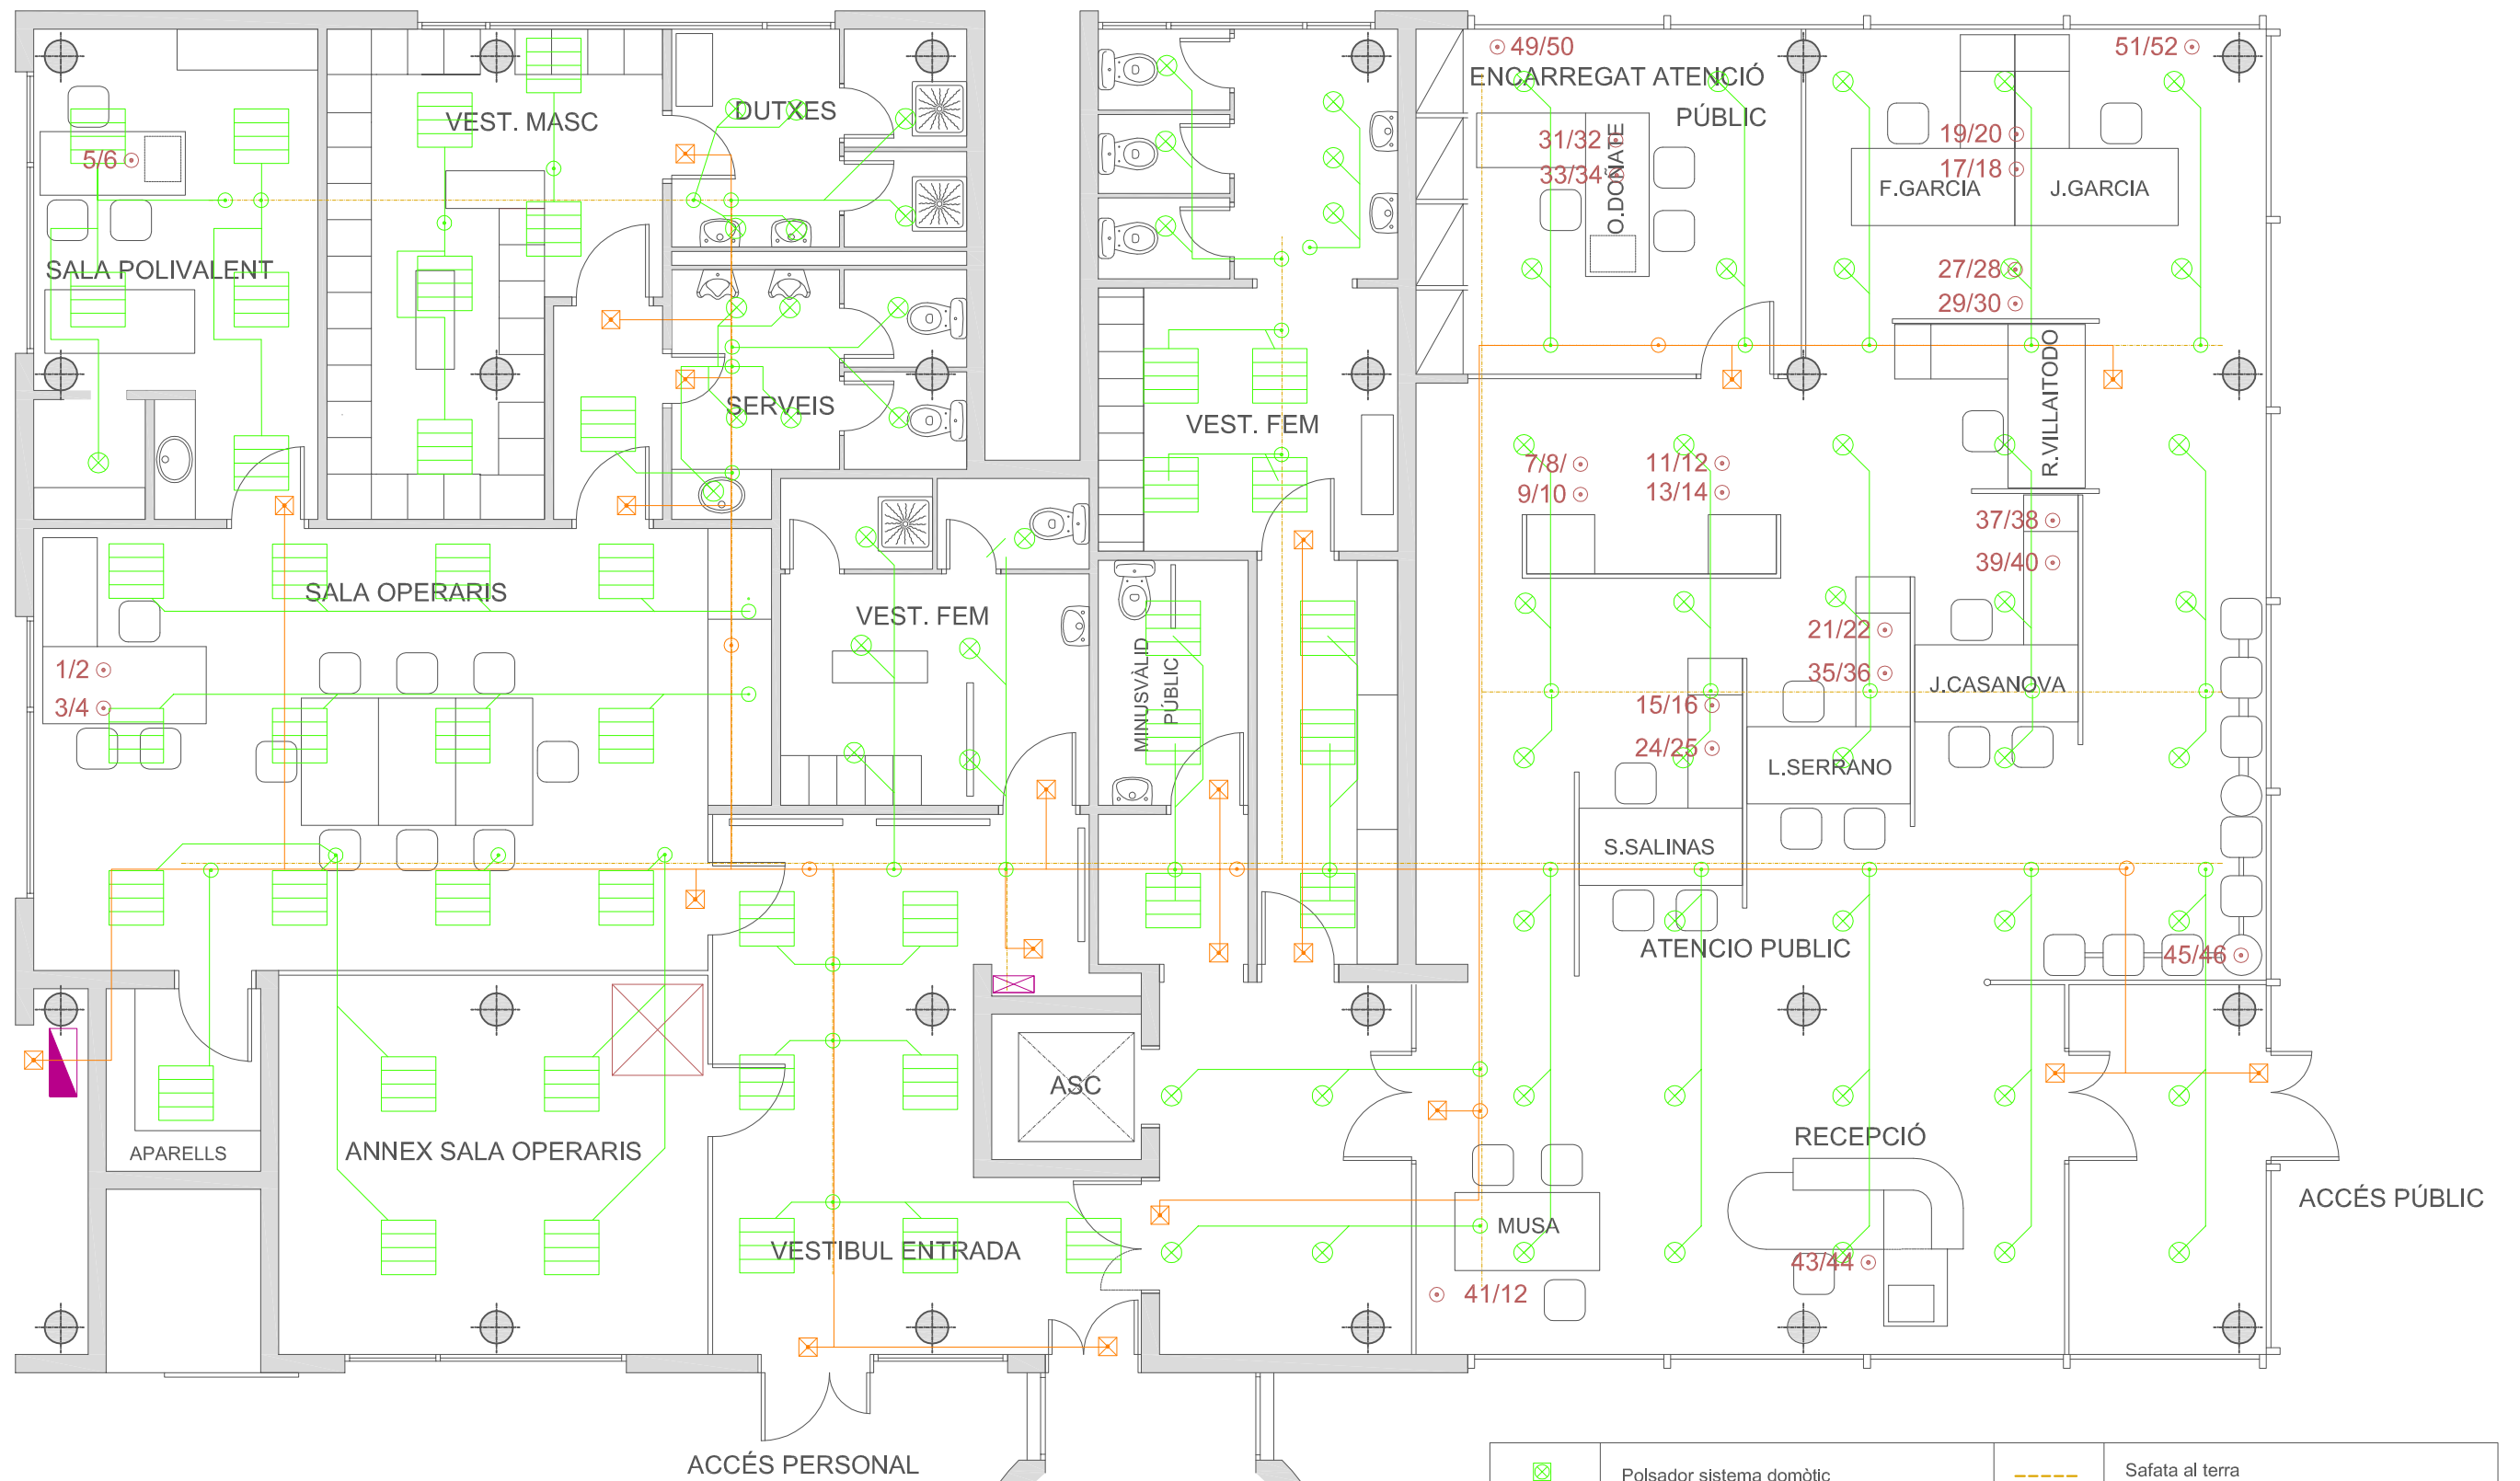 49/50
51/52
ENCARREGAT ATENCIÓ
PÚBLIC
VEST. MASC
DUTXES
5/6
31/32
33/34
O.DOÑATE
19/20
17/18
F.GARCIA
J.GARCIA
SALA POLIVALENT
27/28
29/30
R.VILLAITODO
SERVEIS
VEST. FEM
7/8/
9/10
11/12
13/14
37/38
39/40
SALA OPERARIS
VEST. FEM
MINUSVÀLID
PÚBLIC
21/22
35/36
1/2
3/4
15/16
24/25
J.CASANOVA
L.SERRANO
S.SALINAS
ATENCIO PUBLIC
45/46
ASC
APARELLS
ANNEX SALA OPERARIS
RECEPCIÓ
ACCÉS PÚBLIC
MUSA
VESTIBUL ENTRADA
43/44
41/12
ACCÉS PERSONAL
Polsador sistema domòtic
Safata al terra